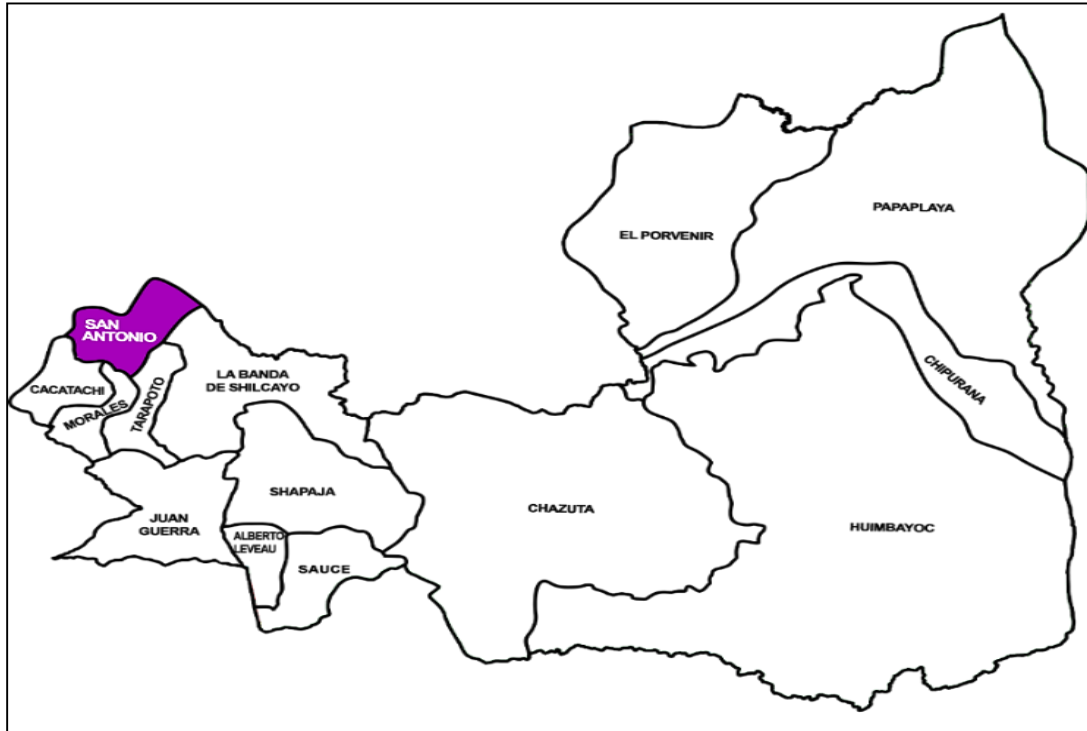 PAPAPLAYA
EL PORVENIR
SAN
ANTONIO
LA BANDA
DE SHILCAYO
CACATACHI
MORALES
TARAPOTO
CHIPURANA
SHAPAJA
CHAZUTA
JUAN
GUERRA
HUIMBAYOC
ALBERTO
LEVEAU
SAUCE